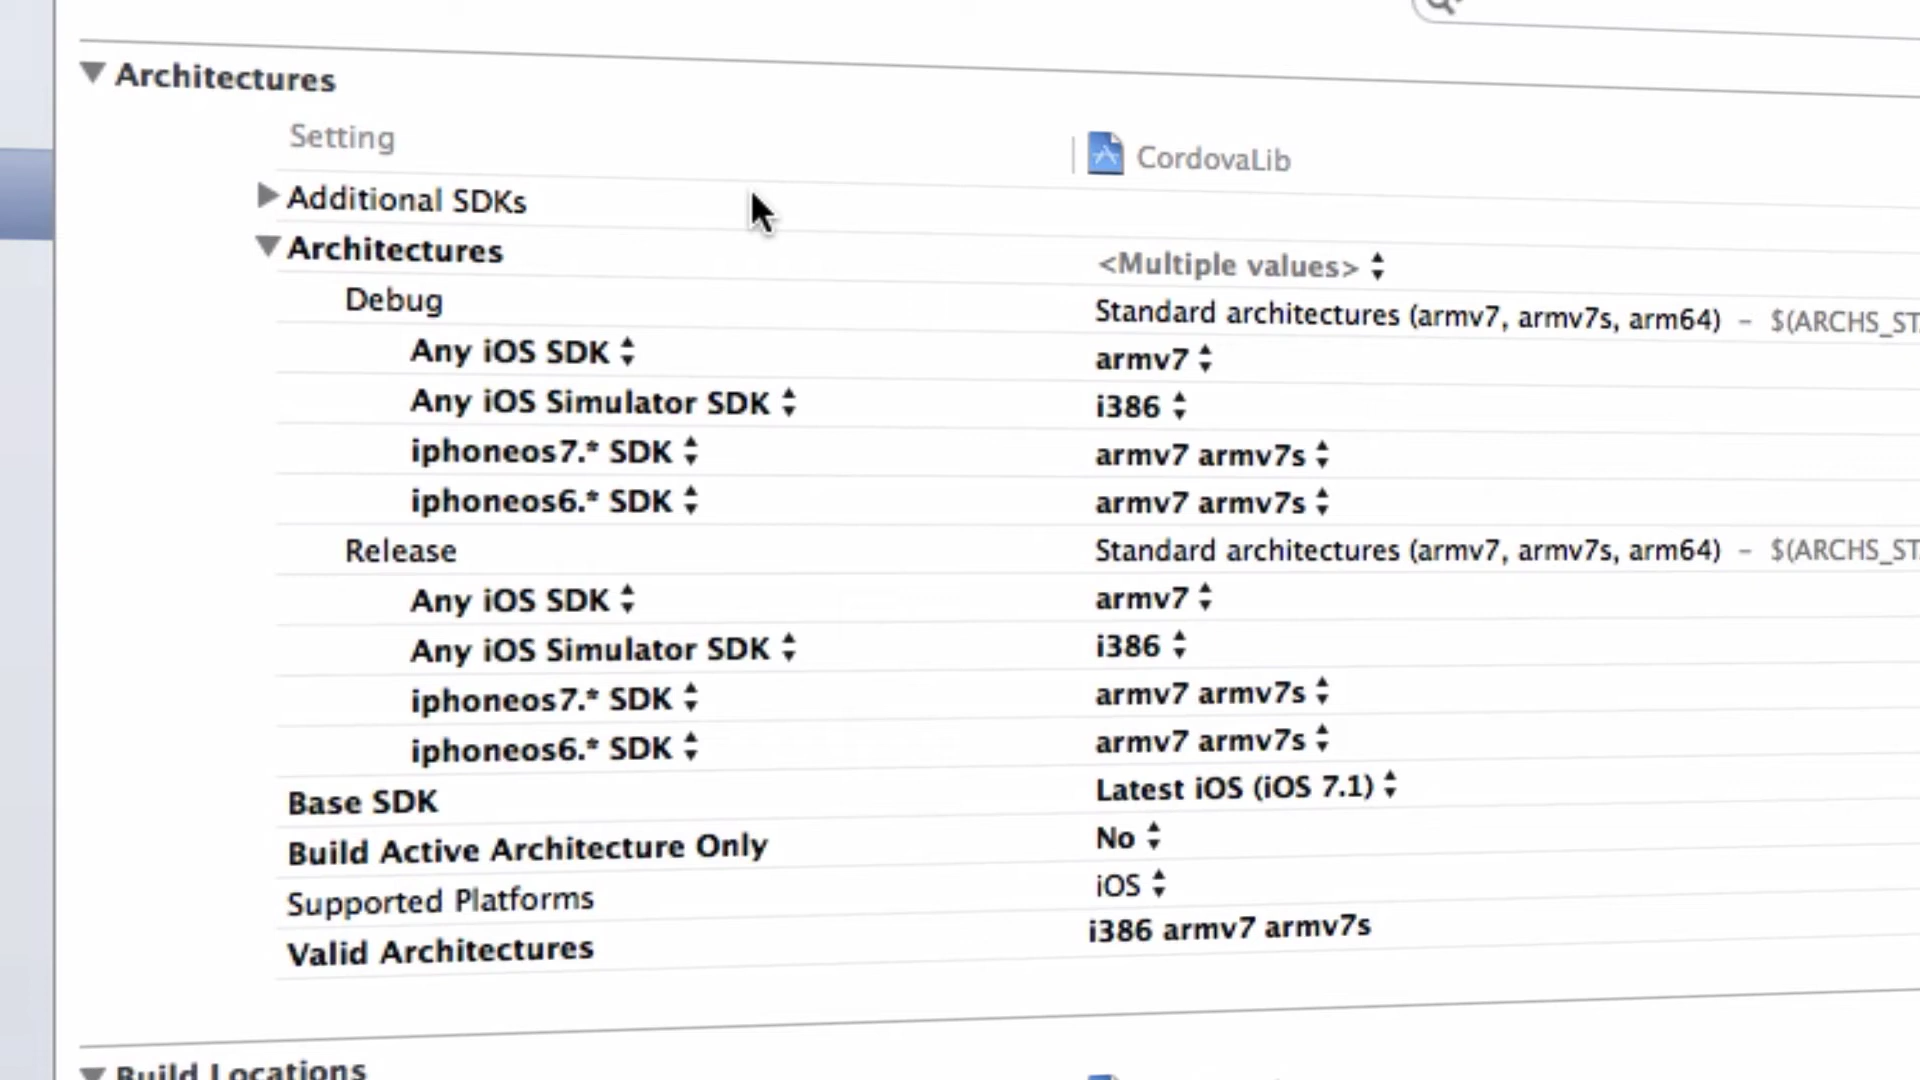 Architectures
Setting CordovaLib
Additional SDKs
Architectures <Multiple values>
Debug Standard architectures (armv7, armv7s, arm64) – $(ARCHS_ST
Any iOS SDK armv7
Any iOS Simulator SDK i386
iphoneos7.* SDK armv7 armv7s
iphoneos6.* SDK armv7 armv7s
Release Standard architectures (armv7, armv7s, arm64) – $(ARCHS_ST
Any iOS SDK armv7
Any iOS Simulator SDK i386
iphoneos7.* SDK armv7 armv7s
iphoneos6.* SDK armv7 armv7s
Base SDK Latest iOS (iOS 7.1)
Build Active Architecture Only No
Supported Platforms iOS
Valid Architectures i386 armv7 armv7s
Build Locations